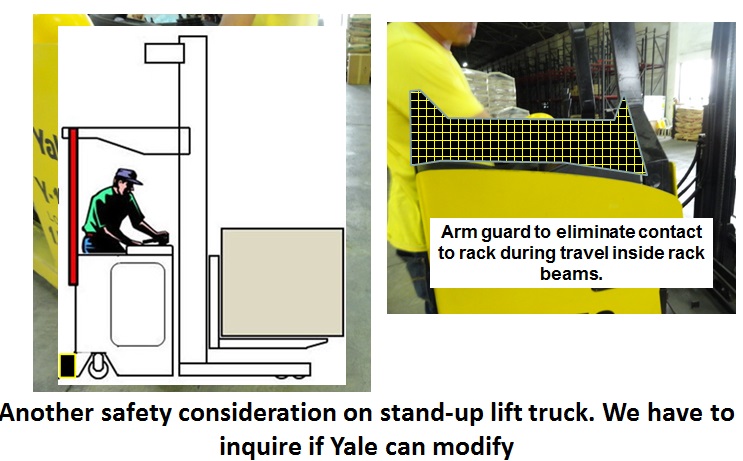 Ya
Y-
Arm guard to eliminate contact
to rack during travel inside rack
beams.
Another safety consideration on stand-up lift truck. We have to
inquire if Yale can modify